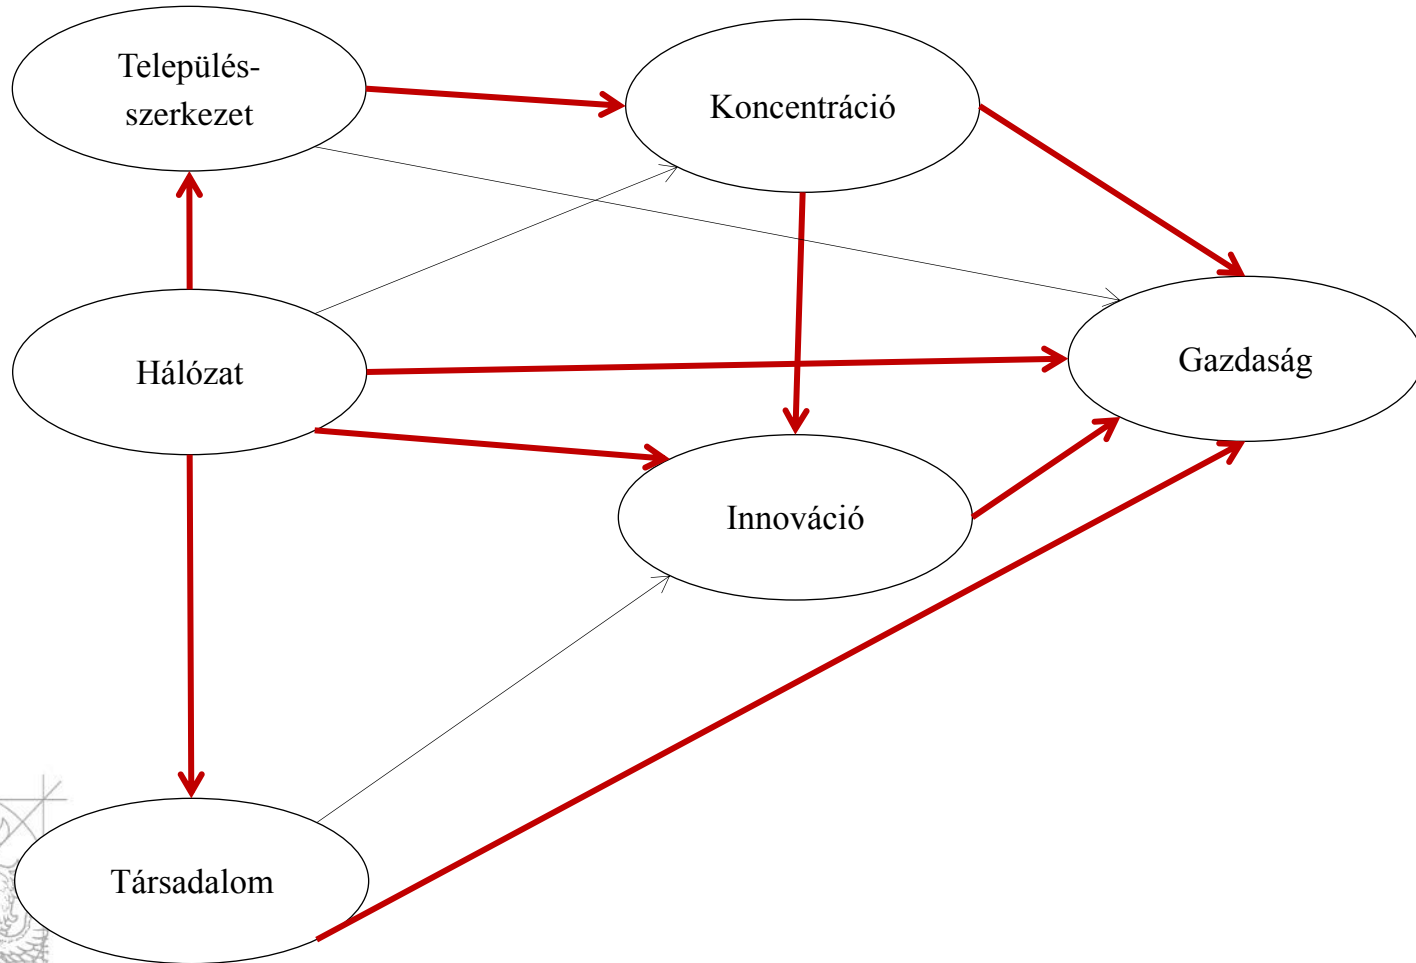 Település-
szerkezet
Koncentráció
Hálózat
Gazdaság
Innováció
Társadalom